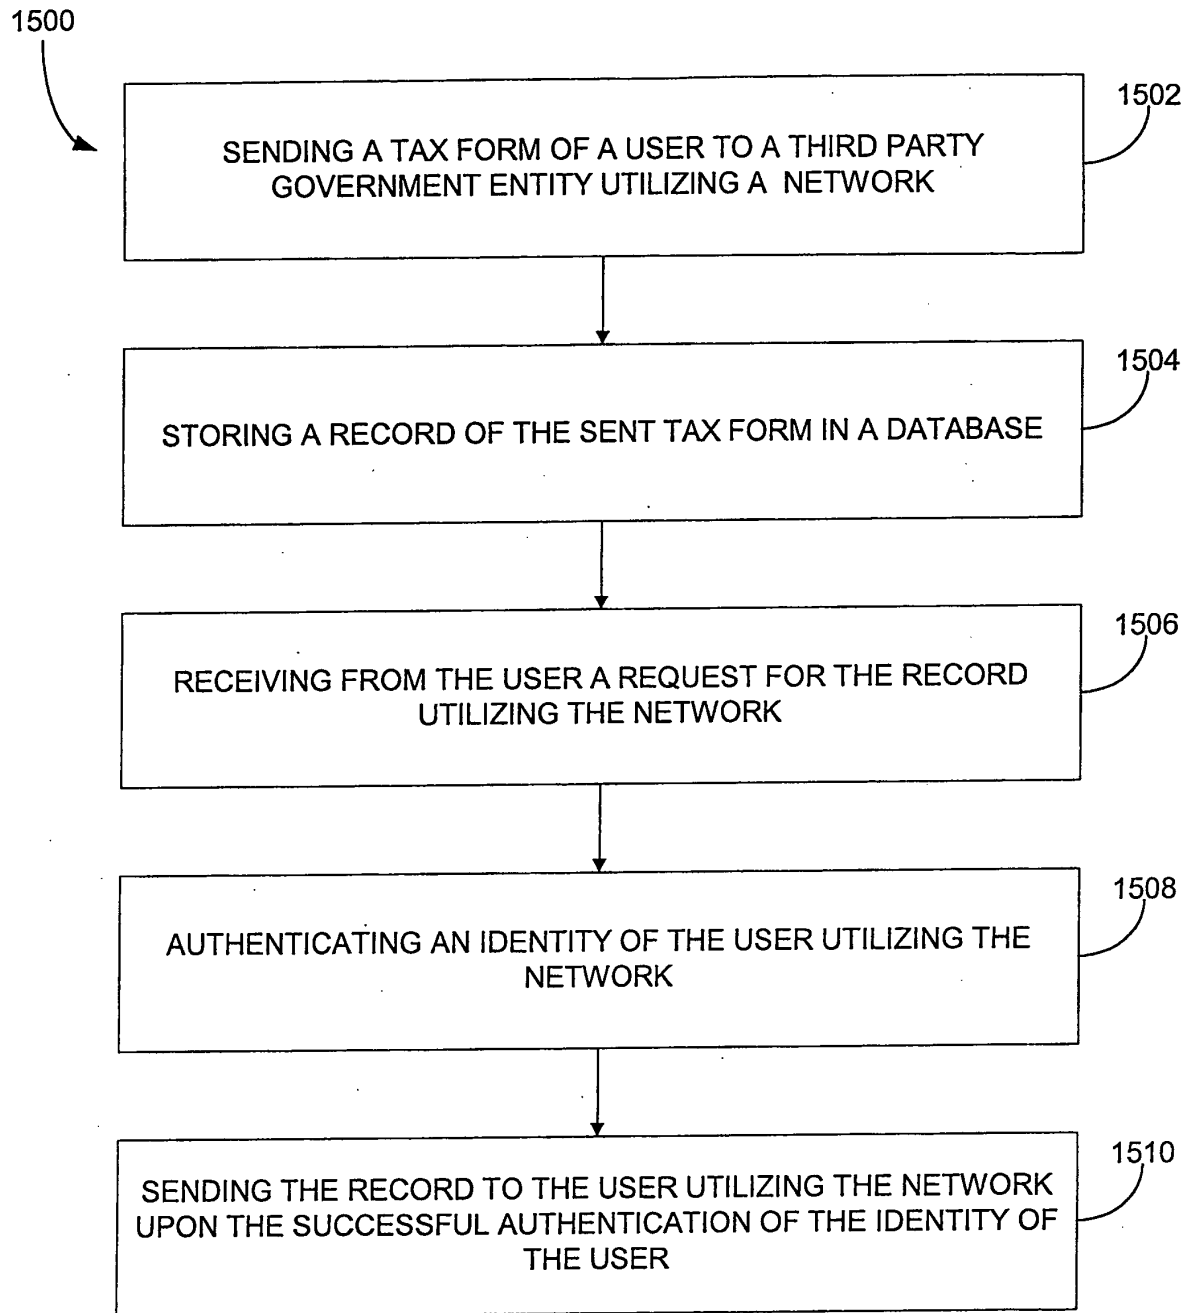 1500
1502
SENDING A TAX FORM OF A USER TO A THIRD PARTY
GOVERNMENT ENTITY UTILIZING A NETWORK
1504
STORING A RECORD OF THE SENT TAX FORM IN A DATABASE
1506
RECEIVING FROM THE USER A REQUEST FOR THE RECORD
UTILIZING THE NETWORK
1508
AUTHENTICATING AN IDENTITY OF THE USER UTILIZING THE
NETWORK
1510
SENDING THE RECORD TO THE USER UTILIZING THE NETWORK
UPON THE SUCCESSFUL AUTHENTICATION OF THE IDENTITY OF
THE USER